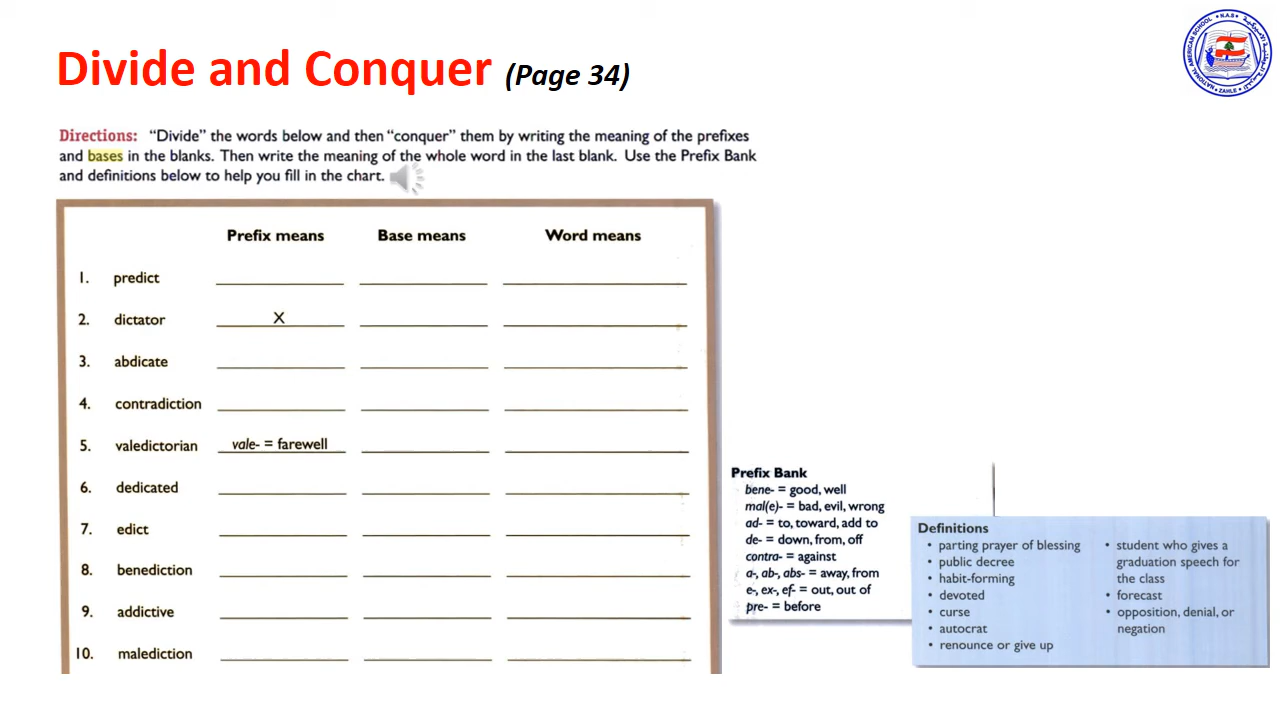 Divide and Conquer (Page 34)
NATIONAL AMERICAN SCHOOL • N.A.S •
• ZAHLE •
Directions: "Divide" the words below and then "conquer" them by writing the meaning of the prefixes
and bases in the blanks. Then write the meaning of the whole word in the last blank. Use the Prefix Bank
and definitions below to help you fill in the chart.
Prefix means Base means Word means
1. predict
2. dictator X
3. abdicate
4. contradiction
5. valedictorian vale- = farewell
6. dedicated
7. edict
8. benediction
9. addictive
10. malediction
Prefix Bank
bene- = good, well
mal(e)- = bad, evil, wrong
ad- = to, toward, add to
de- = down, from, off
contra- = against
a-, ab-, abs- = away, from
e-, ex-, ef- = out, out of
pre- = before
Definitions
• parting prayer of blessing
• public decree
• habit-forming
• devoted
• curse
• autocrat
• renounce or give up
• student who gives a
graduation speech for
the class
• forecast
• opposition, denial, or
negation